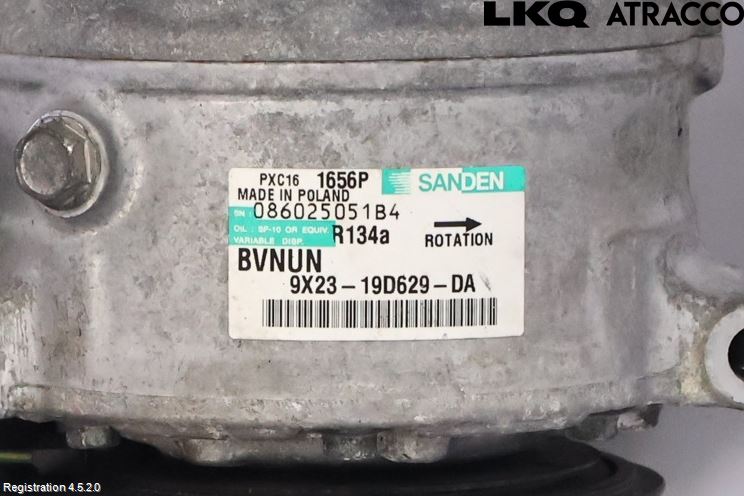 LKQ ATRACCO
PXC16 1656P SANDEN
MADE IN POLAND
SN: 086025051B4
OIL : SP-10 OR EQUIV. R134a
VARIABLE DISP. ROTATION
BVNUN
9X23-19D629-DA
Registration 4.5.2.0